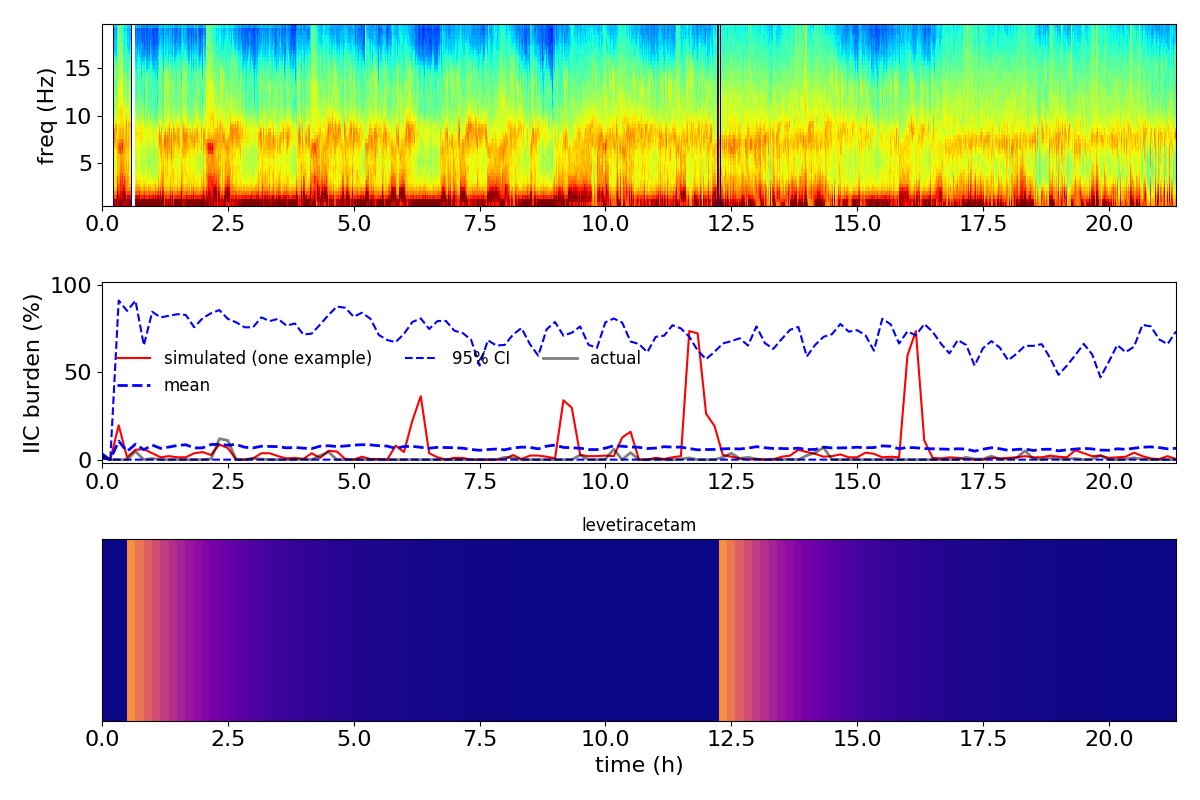 freq (Hz)
15
10
5
0.0 2.5 5.0 7.5 10.0 12.5 15.0 17.5 20.0
IIC burden (%)
100
50
0
simulated (one example) 95% CI actual
mean
0.0 2.5 5.0 7.5 10.0 12.5 15.0 17.5 20.0
levetiracetam
0.0 2.5 5.0 7.5 10.0 12.5 15.0 17.5 20.0
time (h)